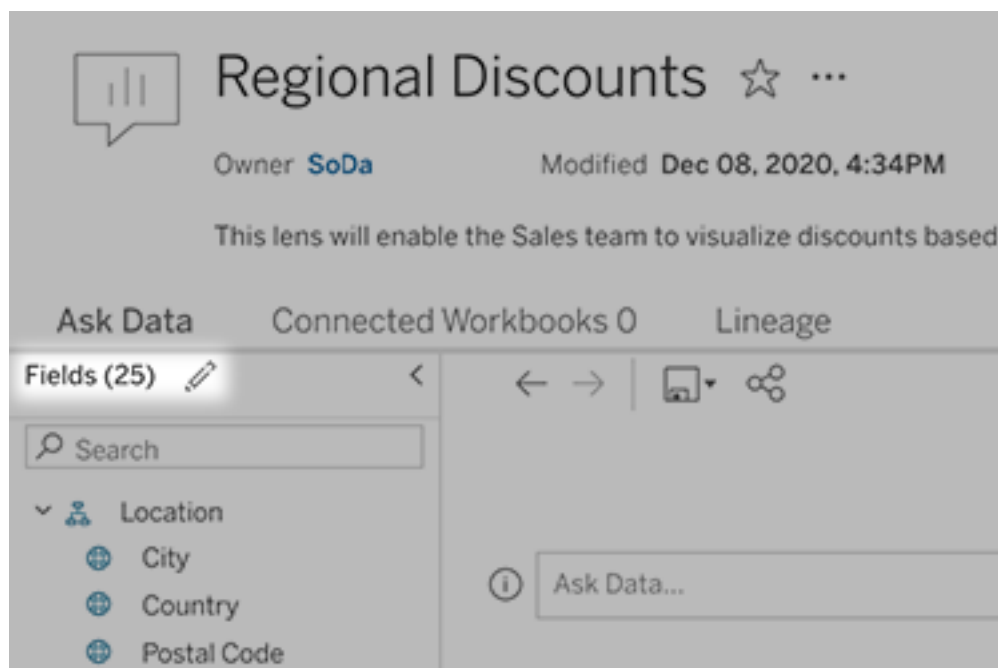 Regional Discounts
Owner SoDa Modified Dec 08, 2020, 4:34PM
This lens will enable the Sales team to visualize discounts based
Ask Data Connected Workbooks 0 Lineage
Fields (25)
Search
Location
City
Country
Postal Code
Ask Data...